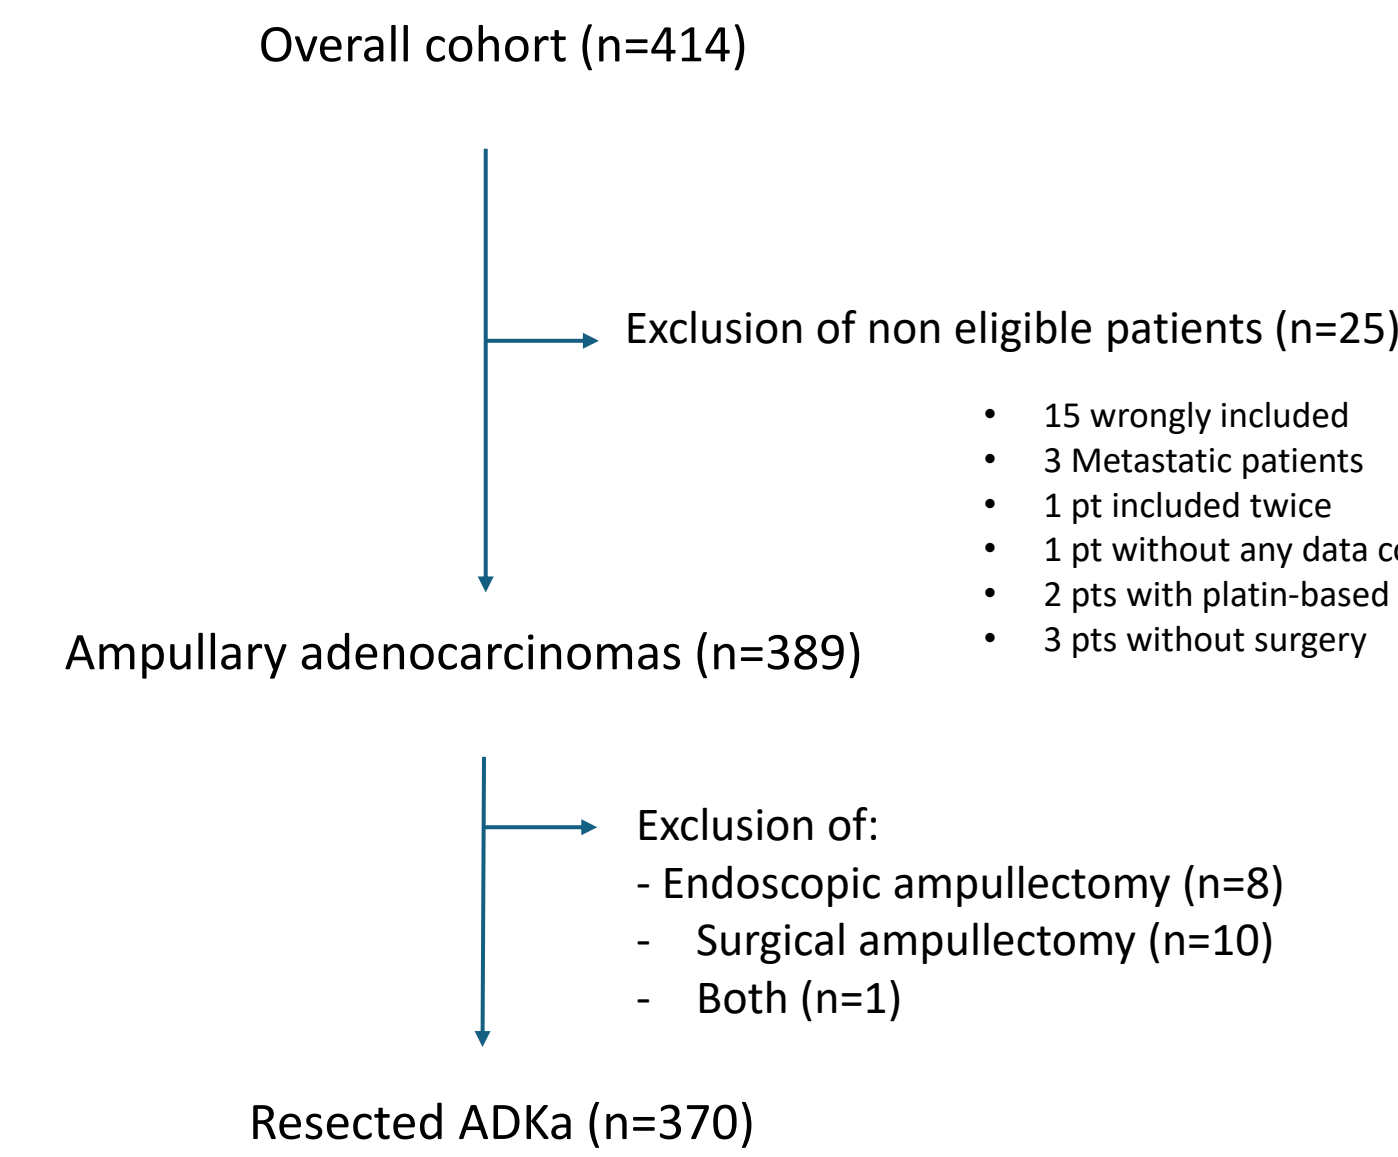 Overall cohort (n=414)
Exclusion of non eligible patients (n=25)
• 15 wrongly included
• 3 Metastatic patients
• 1 pt included twice
• 1 pt without any data
• 2 pts with platin-based
• 3 pts without surgery
Ampullary adenocarcinomas (n=389)
Exclusion of:
- Endoscopic ampullectomy (n=8)
- Surgical ampullectomy (n=10)
- Both (n=1)
Resected ADKa (n=370)